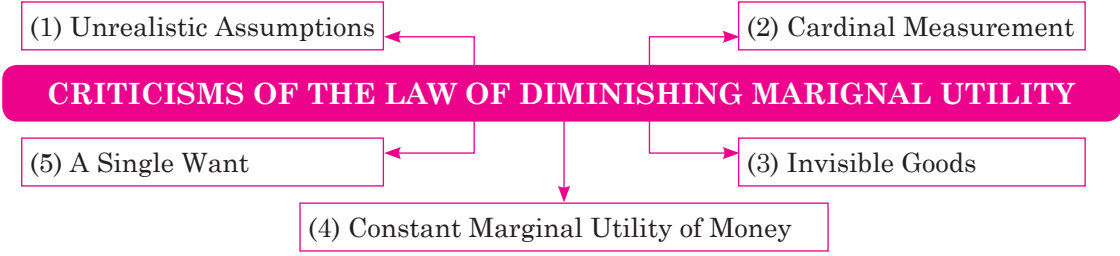 (1) Unrealistic Assumptions
(2) Cardinal Measurement
CRITICISMS OF THE LAW OF DIMINISHING MARIGNAL UTILITY
(5) A Single Want
(3) Invisible Goods
(4) Constant Marginal Utility of Money